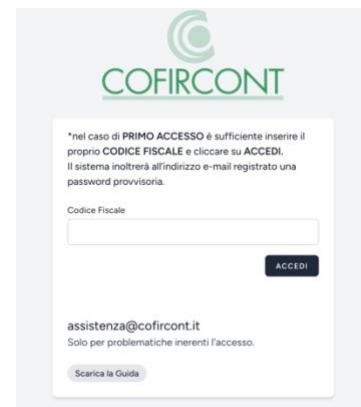 COFIRCONT
*nel caso di PRIMO ACCESSO è sufficiente inserire il
proprio CODICE FISCALE e cliccare su ACCEDI.
Il sistema inoltrerà all'indirizzo e-mail registrato una
password provvisoria.
Codice Fiscale
ACCEDI
assistenza@cofircont.it
Solo per problematiche inerenti l'accesso.
Scarica la Guida